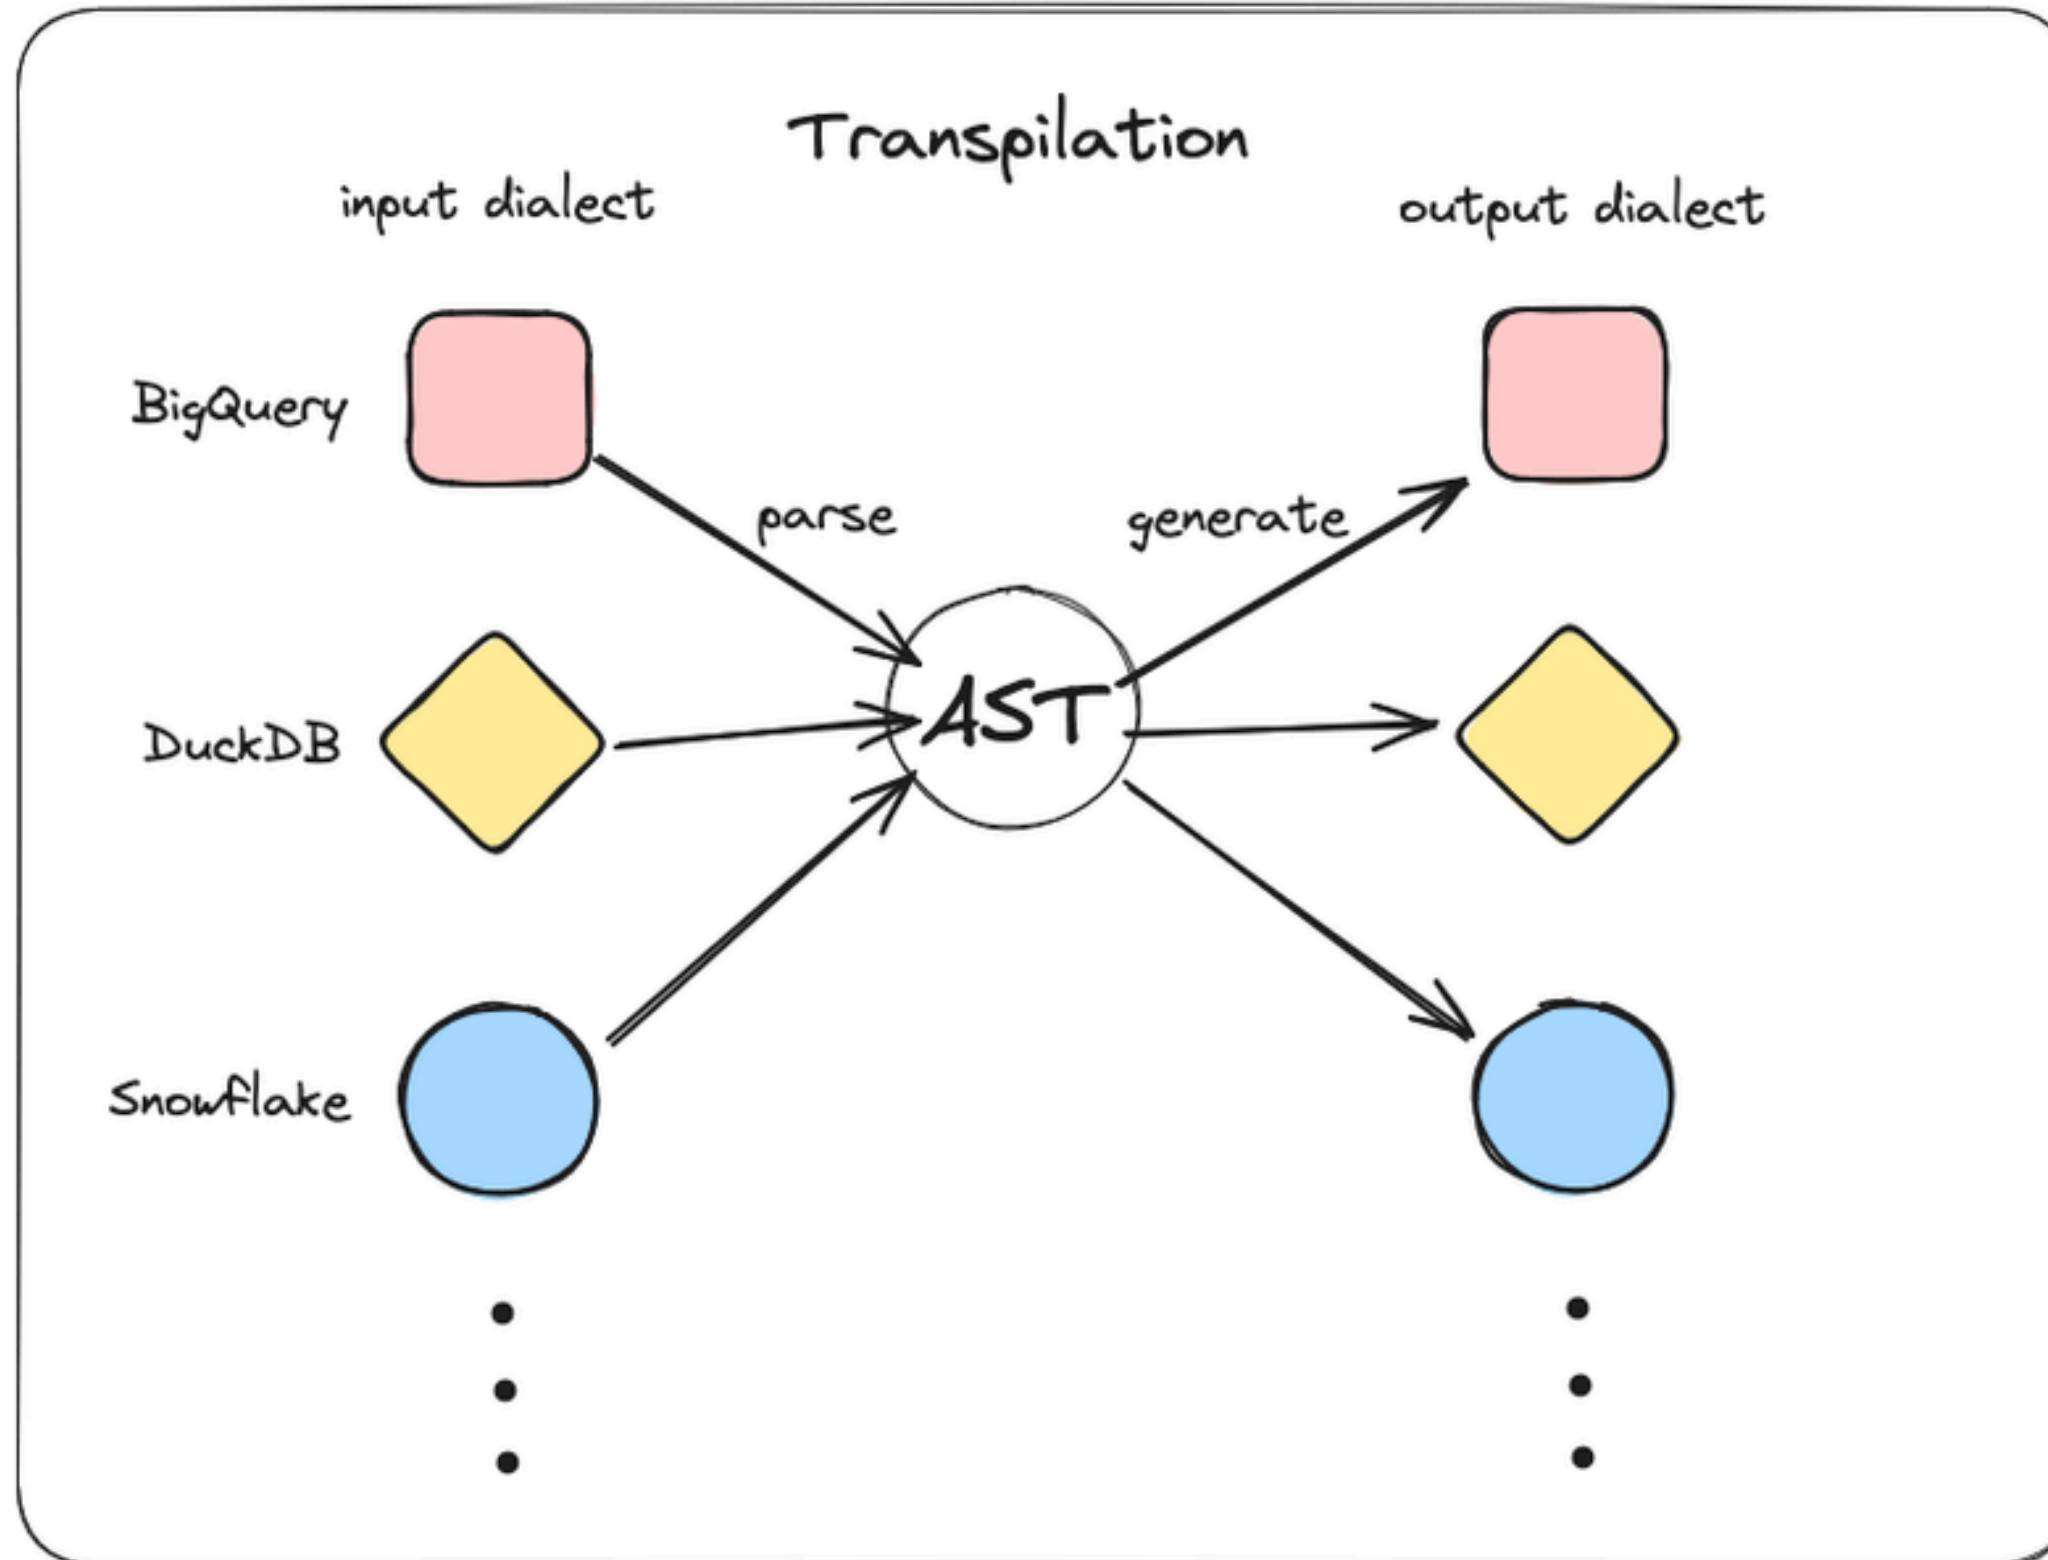 Transpilation
input dialect
output dialect
BigQuery
parse
generate
AST
DuckDB
Snowflake